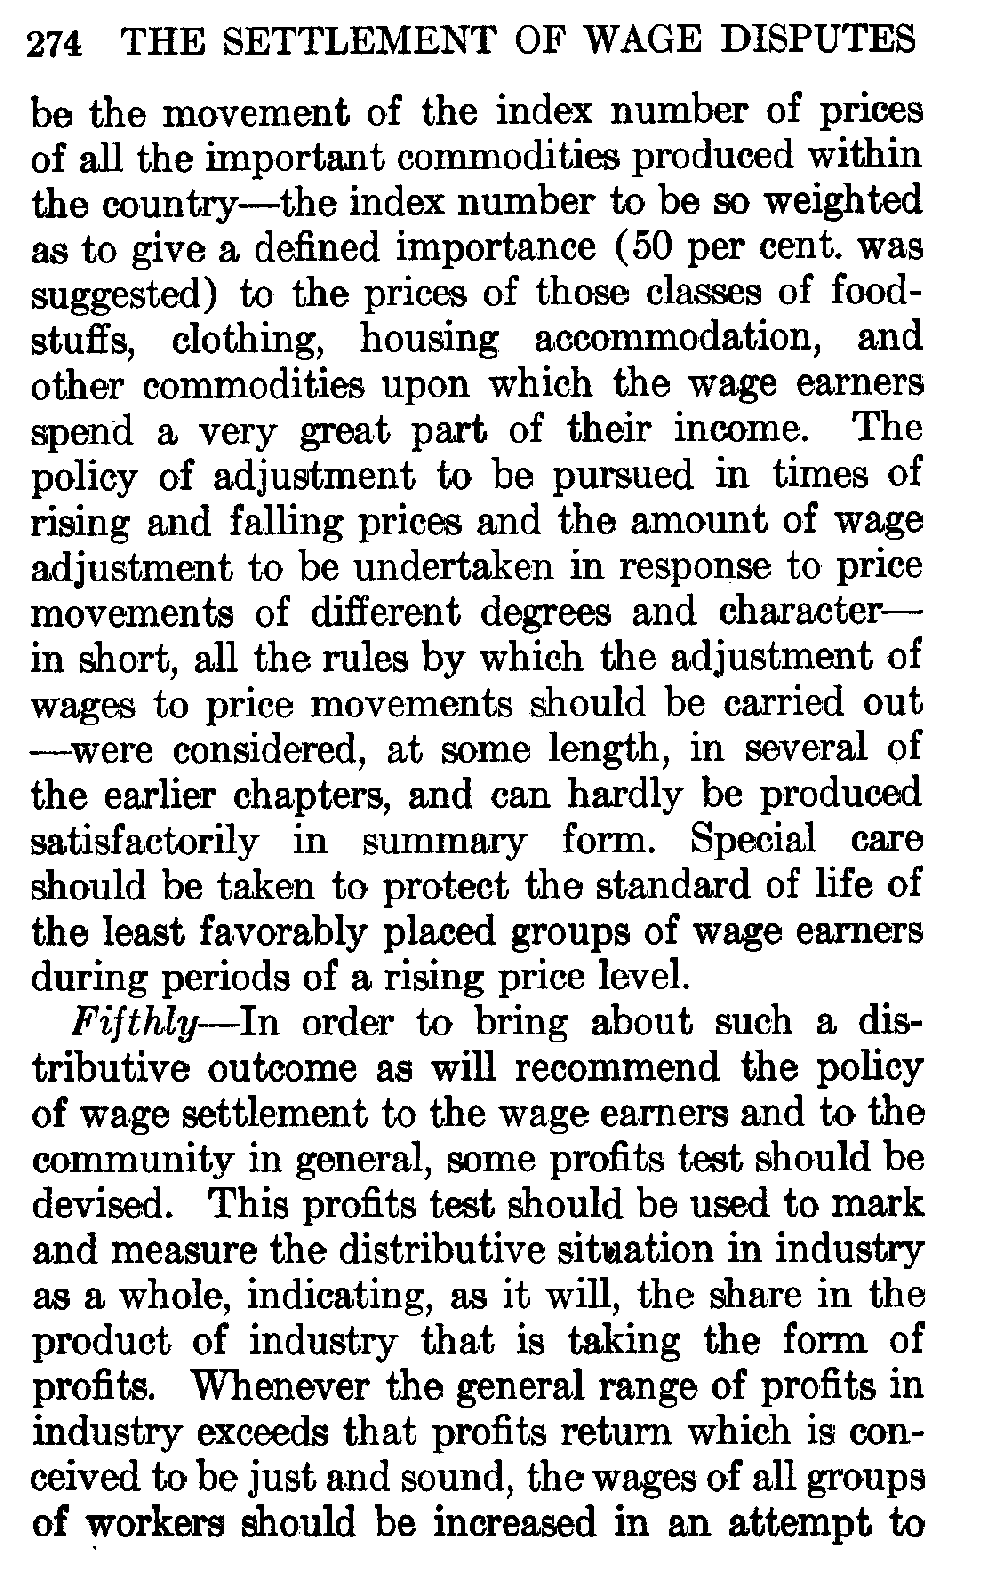 274 THE SETTLEMENT OF WAGE DISPUTES
be the movement of the index number of prices
of all the important commodities produced within
the country—the index number to be so weighted
as to give a defined importance (50 per cent. was
suggested) to the prices of those classes of food-
stuffs, clothing, housing accommodation, and
other commodities upon which the wage earners
spend a very great part of their income. The
policy of adjustment to be pursued in times of
rising and falling prices and the amount of wage
adjustment to be undertaken in response to price
movements of different degrees and character—
in short, all the rules by which the adjustment of
wages to price movements should be carried out
—were considered, at some length, in several of
the earlier chapters, and can hardly be produced
satisfactorily in summary form. Special care
should be taken to protect the standard of life of
the least favorably placed groups of wage earners
during periods of a rising price level.
Fifthly—In order to bring about such a dis-
tributive outcome as will recommend the policy
of wage settlement to the wage earners and to the
community in general, some profits test should be
devised. This profits test should be used to mark
and measure the distributive situation in industry
as a whole, indicating, as it will, the share in the
product of industry that is taking the form of
profits. Whenever the general range of profits in
industry exceeds that profits return which is con-
ceived to be just and sound, the wages of all groups
of workers should be increased in an attempt to